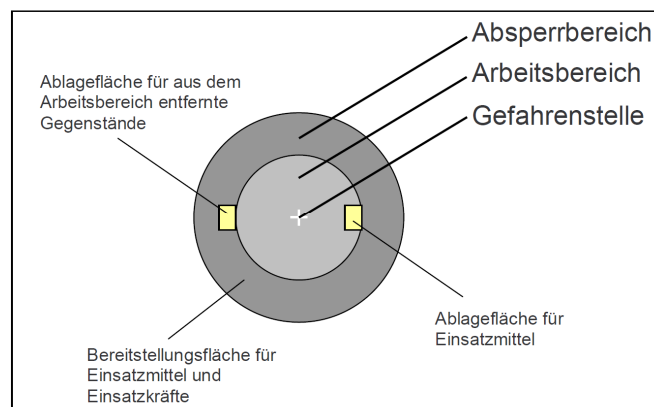 Absperrbereich
Arbeitsbereich
Gefahrenstelle
Ablagefläche für aus dem
Arbeitsbereich entfernte
Gegenstände
Ablagefläche für
Einsatzmittel
Bereitstellungsfläche für
Einsatzmittel und
Einsatzkräfte